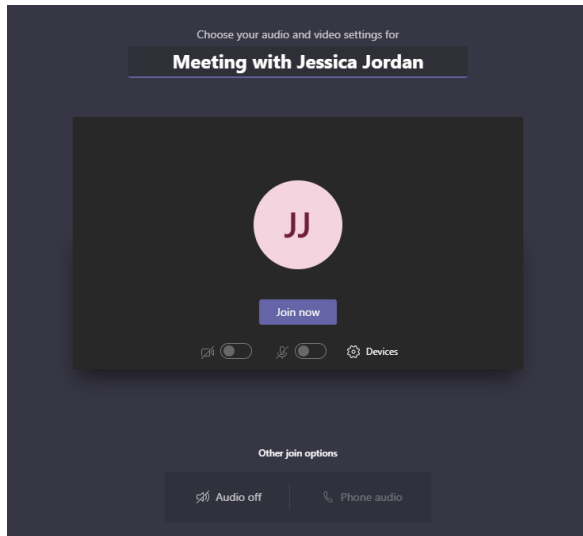 Choose your audio and video settings for
Meeting with Jessica Jordan
JJ
Join now
Devices
Other join options
Audio off
Phone audio